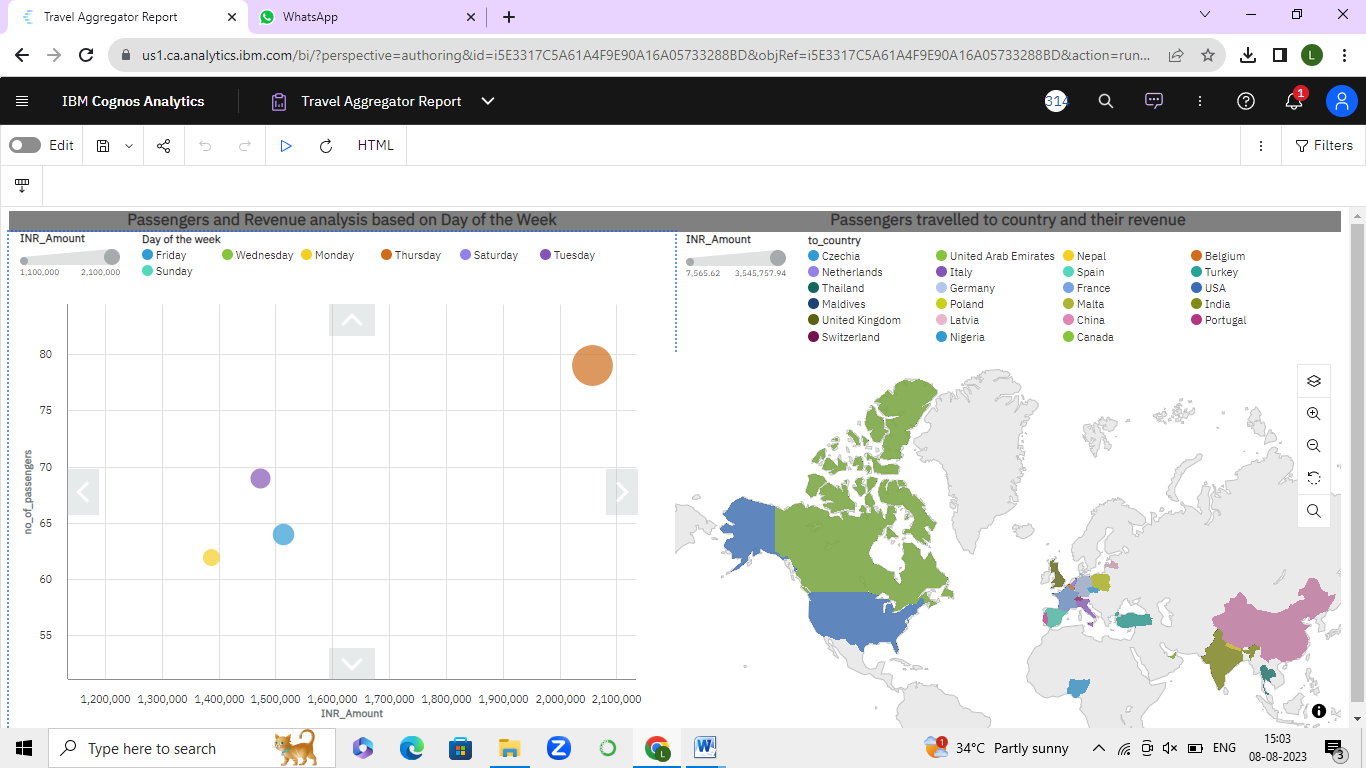 Travel Aggregator Report
WhatsApp
us1.ca.analytics.ibm.com/bi/?perspective=authoring&id=i5E3317C5A61A4F9E90A16A05733288BD&objRef=i5E3317C5A61A4F9E90A16A05733288BD&action=run...
L
IBM Cognos Analytics
Travel Aggregator Report
314
1
Edit
HTML
Filters
Passengers and Revenue analysis based on Day of the Week
INR_Amount
1,100,000 2,100,000
Day of the week
Friday Wednesday Monday Thursday Saturday Tuesday
Sunday
80
75
70
65
60
55
no_of_passengers
1,200,000 1,300,000 1,400,000 1,500,000 1,600,000 1,700,000 1,800,000 1,900,000 2,000,000 2,100,000
INR_Amount
Passengers travelled to country and their revenue
INR_Amount
7,565.62 3,545,757.94
to_country
Czechia United Arab Emirates Nepal Belgium
Netherlands Italy Spain Turkey
Thailand Germany France USA
Maldives Poland Malta India
United Kingdom Latvia China Portugal
Switzerland Nigeria Canada
Type here to search
L
1
34°C Partly sunny
ENG
15:03
08-08-2023
3